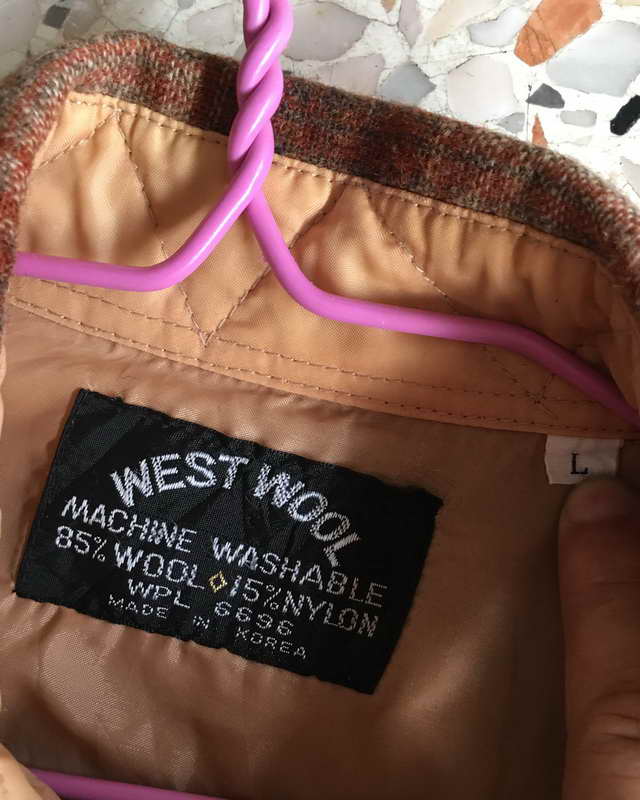 WEST WOOL
MACHINE WASHABLE
85% WOOL ◇ 15% NYLON
WPL 6696
MADE IN KOREA
L